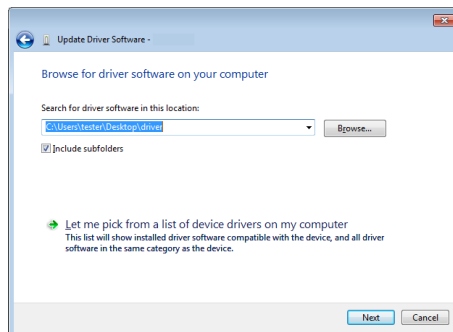 Update Driver Software -
Browse for driver software on your computer
Search for driver software in this location:
C:\Users\tester\Desktop\driver
Browse...
Include subfolders
Let me pick from a list of device drivers on my computer
This list will show installed driver software compatible with the device, and all driver
software in the same category as the device.
Next
Cancel